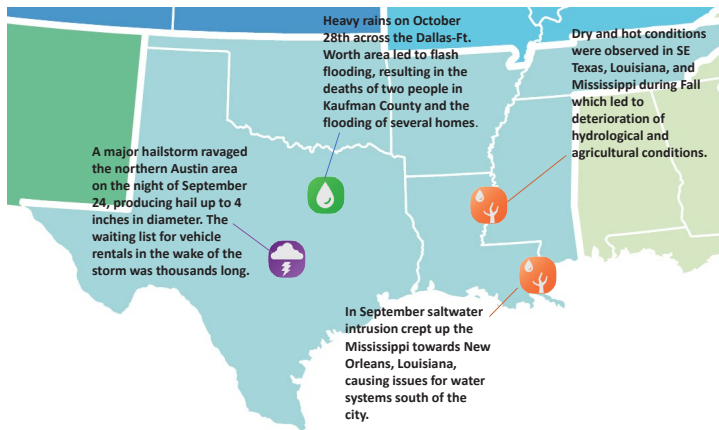 Heavy rains on October
28th across the Dallas-Ft.
Worth area led to flash
flooding, resulting in the
deaths of two people in
Kaufman County and the
flooding of several homes.
Dry and hot conditions
were observed in SE
Texas, Louisiana, and
Mississippi during Fall
which led to
deterioration of
hydrological and
agricultural conditions.
A major hailstorm ravaged
the northern Austin area
on the night of September
24, producing hail up to 4
inches in diameter. The
waiting list for vehicle
rentals in the wake of the
storm was thousands long.
In September saltwater
intrusion crept up the
Mississippi towards New
Orleans, Louisiana,
causing issues for water
systems south of the
city.